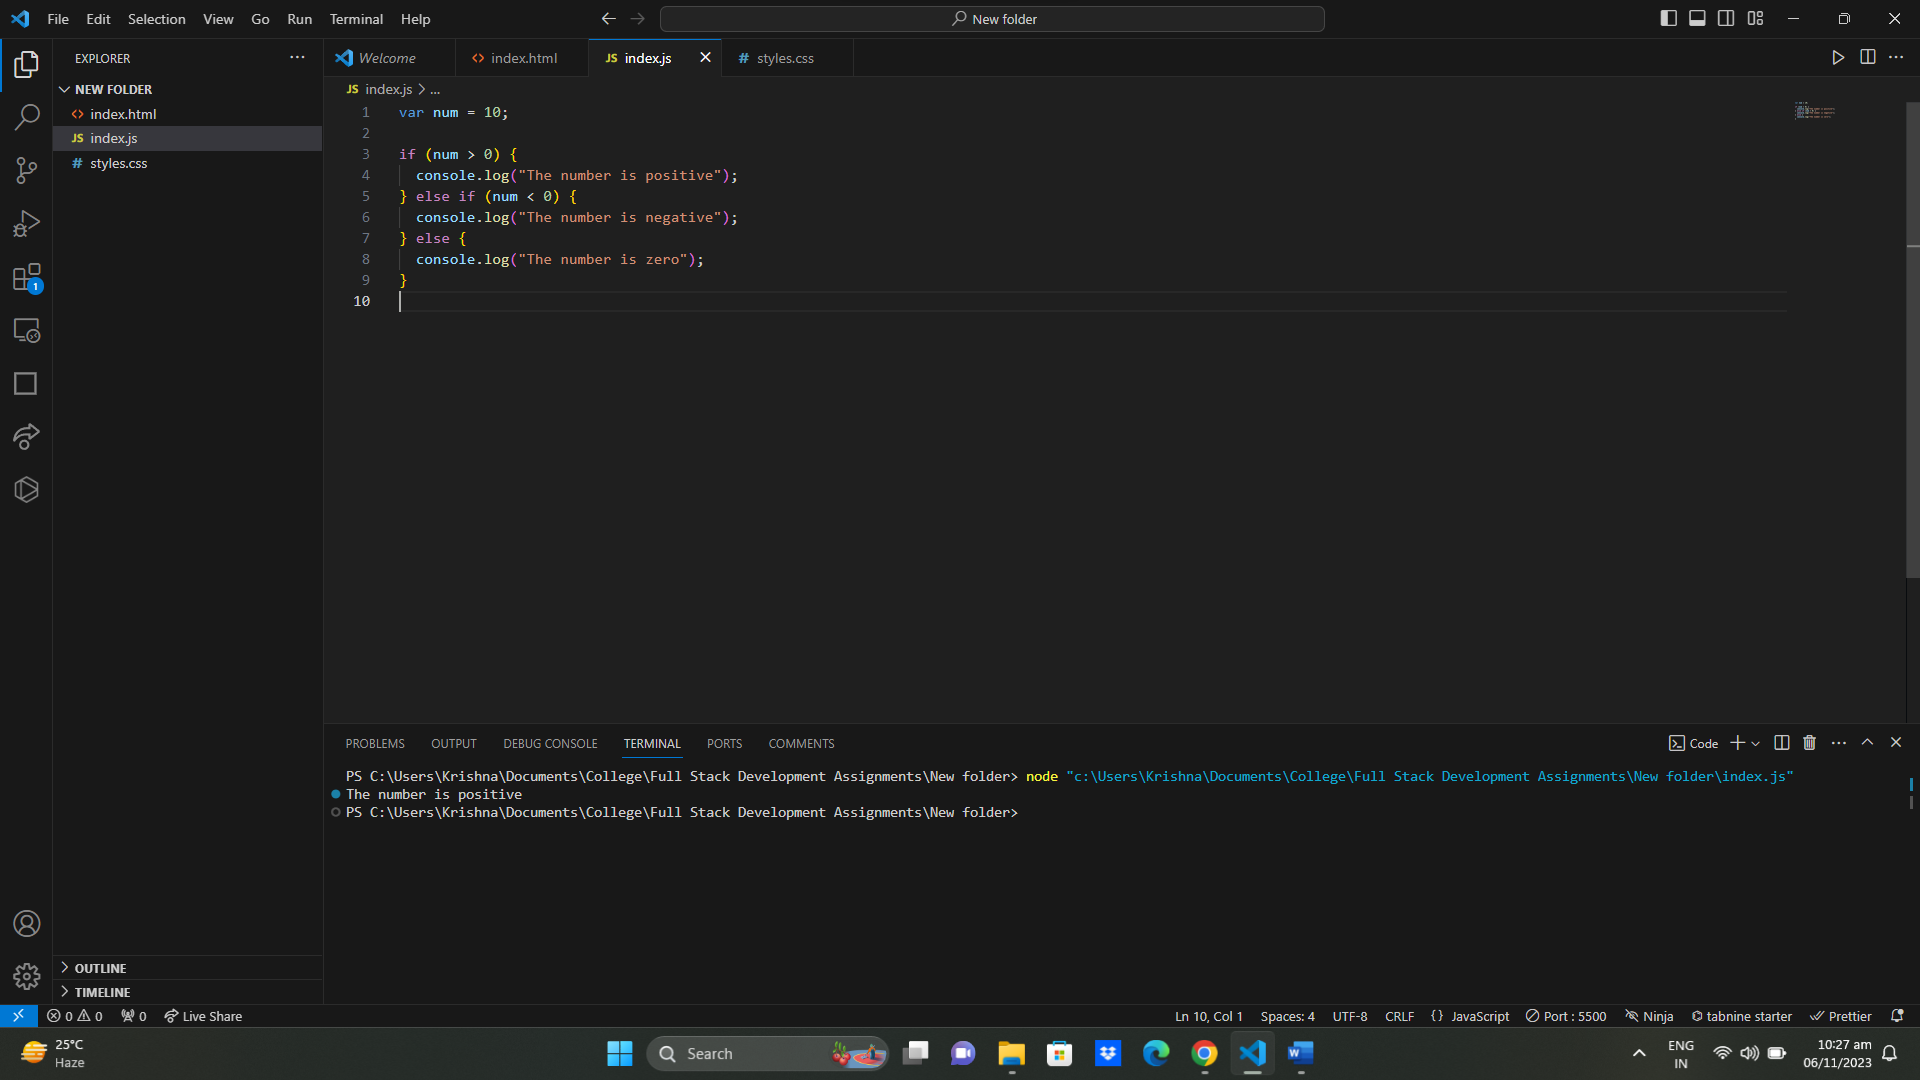 File Edit Selection View Go Run Terminal Help
New folder
EXPLORER
NEW FOLDER
index.html
JS index.js
# styles.css
OUTLINE
TIMELINE
Welcome
index.html
JS index.js
# styles.css
JS index.js > ...
1 var num = 10;
2
3 if (num > 0) {
4 console.log("The number is positive");
5 } else if (num < 0) {
6 console.log("The number is negative");
7 } else {
8 console.log("The number is zero");
9 }
10
1
PROBLEMS OUTPUT DEBUG CONSOLE TERMINAL PORTS COMMENTS
Code
PS C:\Users\Krishna\Documents\College\Full Stack Development Assignments\New folder> node "c:\Users\Krishna\Documents\College\Full Stack Development Assignments\New folder\index.js"
The number is positive
PS C:\Users\Krishna\Documents\College\Full Stack Development Assignments\New folder>
0 0 0 Live Share
Ln 10, Col 1 Spaces: 4 UTF-8 CRLF {} JavaScript Port : 5500 Ninja tabnine starter Prettier
25°C
Haze
Search
ENG
IN
10:27 am
06/11/2023